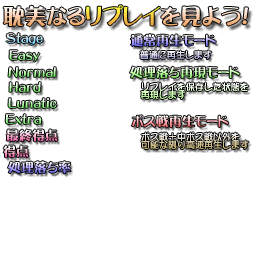 耽美なるリプレイを見よう!
Stage
Easy
Normal
Hard
Lunatic
Extra
最終得点
得点
処理落ち率
通常再生モード
普通に再生します
処理落ち再現モード
リプレイを保存した状態を
再現します
ボス戦再生モード
ボス戦+中ボス戦以外を
可能な限り高速再生します